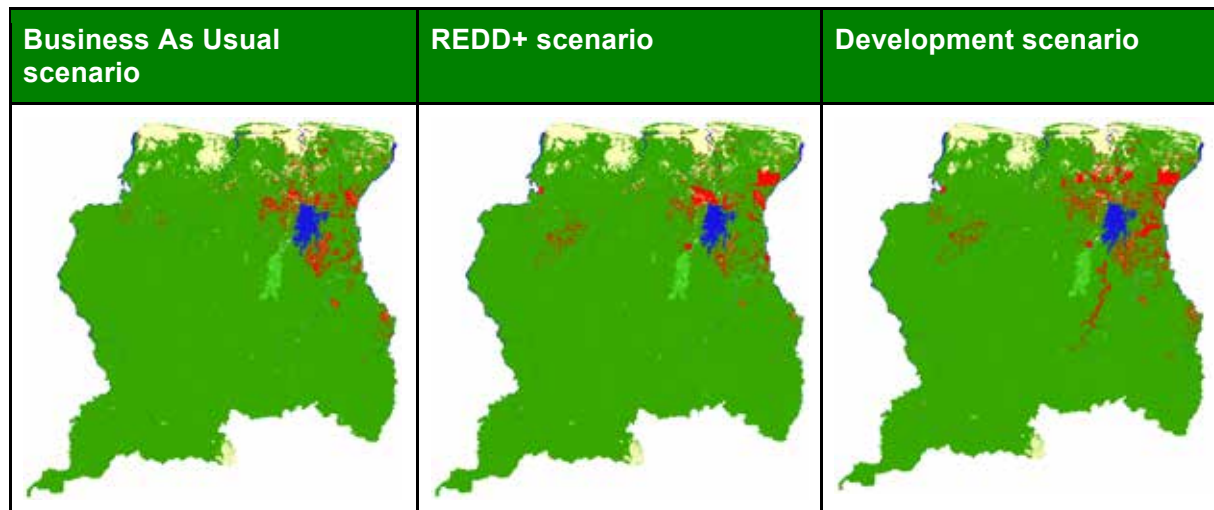 Business As Usual
scenario
REDD+ scenario
Development scenario